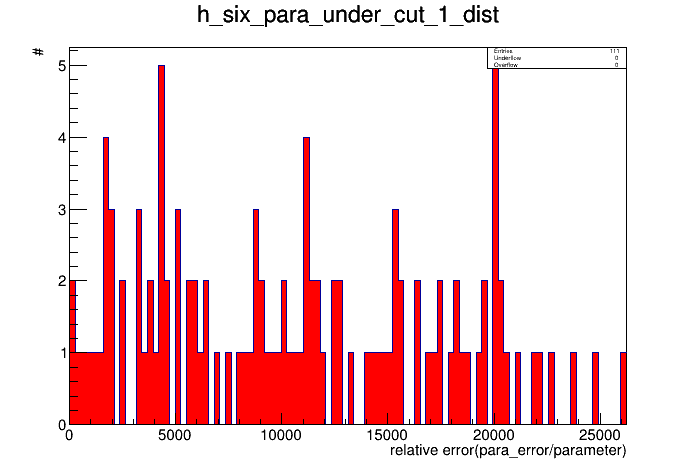 h_six_para_under_cut_1_dist
#
Entries 111
Underflow 0
Overflow 0
5
4
3
2
1
0
0 5000 10000 15000 20000 25000
relative error(para_error/parameter)